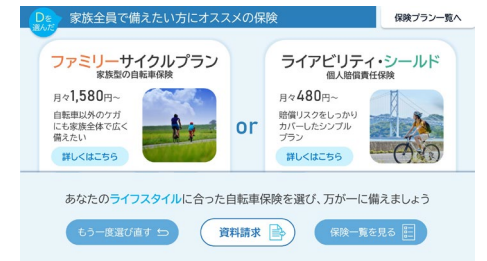 Dを
選んだ
家族全員で備えたい方にオススメの保険
保険プラン一覧へ
ファミリーサイクルプラン
家族型の自転車保険
月々1,580円~
自転車以外のケガ
にも家族全体で広く
備えたい
詳しくはこちら
or
ライアビリティ・シールド
個人賠償責任保険
月々480円~
賠償リスクをしっかり
カバーしたシンプル
プラン
詳しくはこちら
あなたのライフスタイルに合った自転車保険を選び、万が一に備えましょう
もう一度選び直す
資料請求
保険一覧を見る